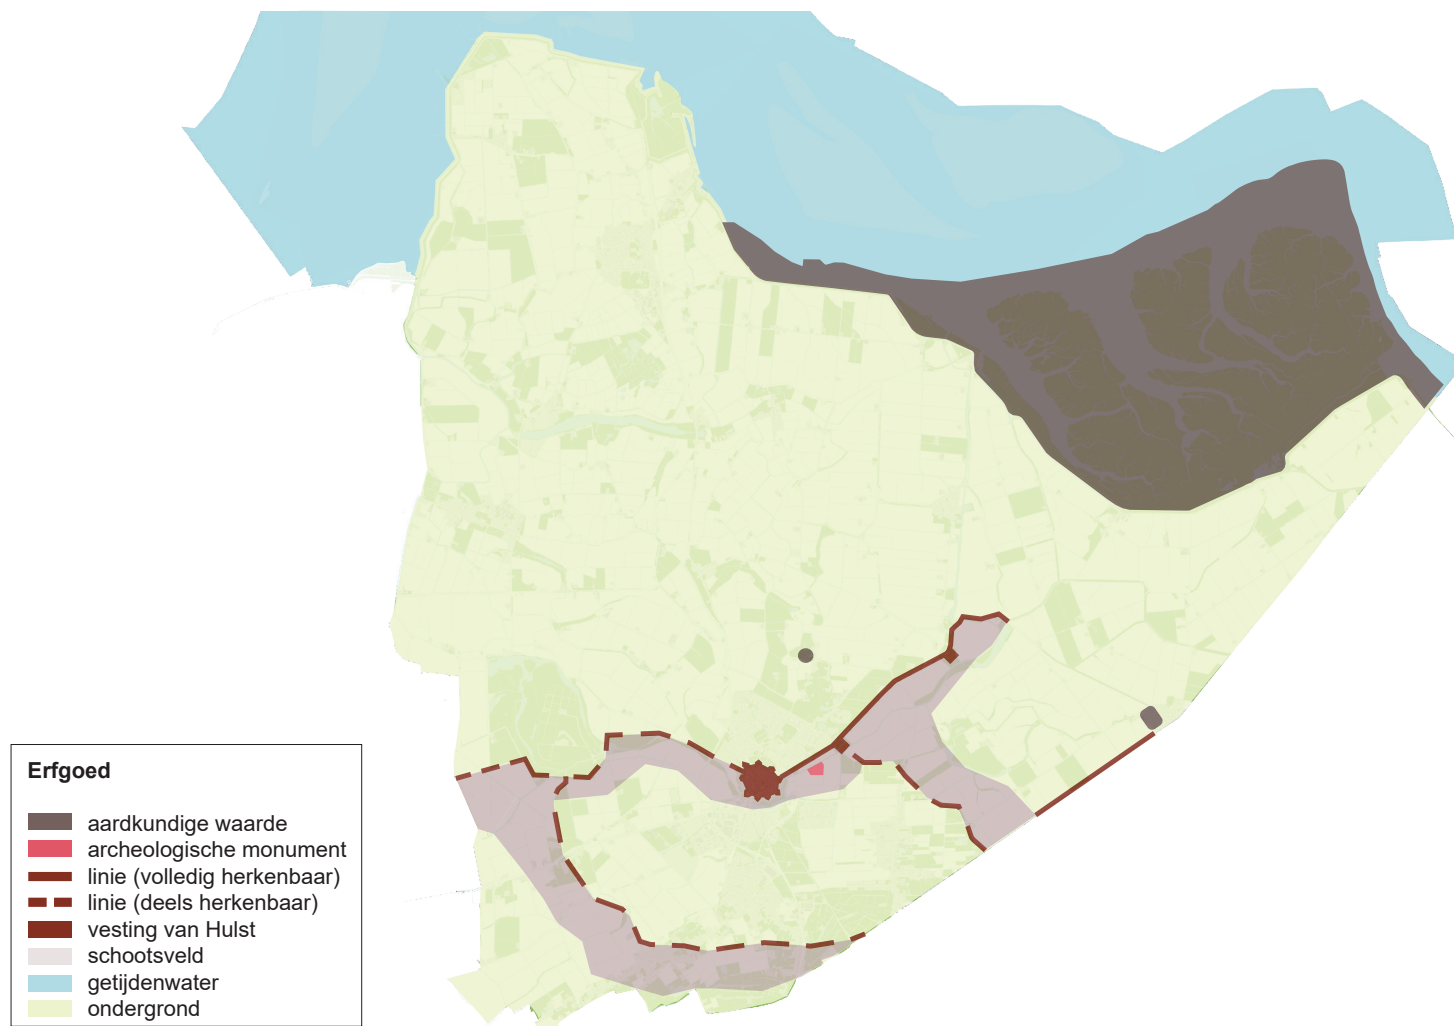 Erfgoed
aardkundige waarde
archeologische monument
linie (volledig herkenbaar)
linie (deels herkenbaar)
vesting van Hulst
schootsveld
getijdenwater
ondergrond